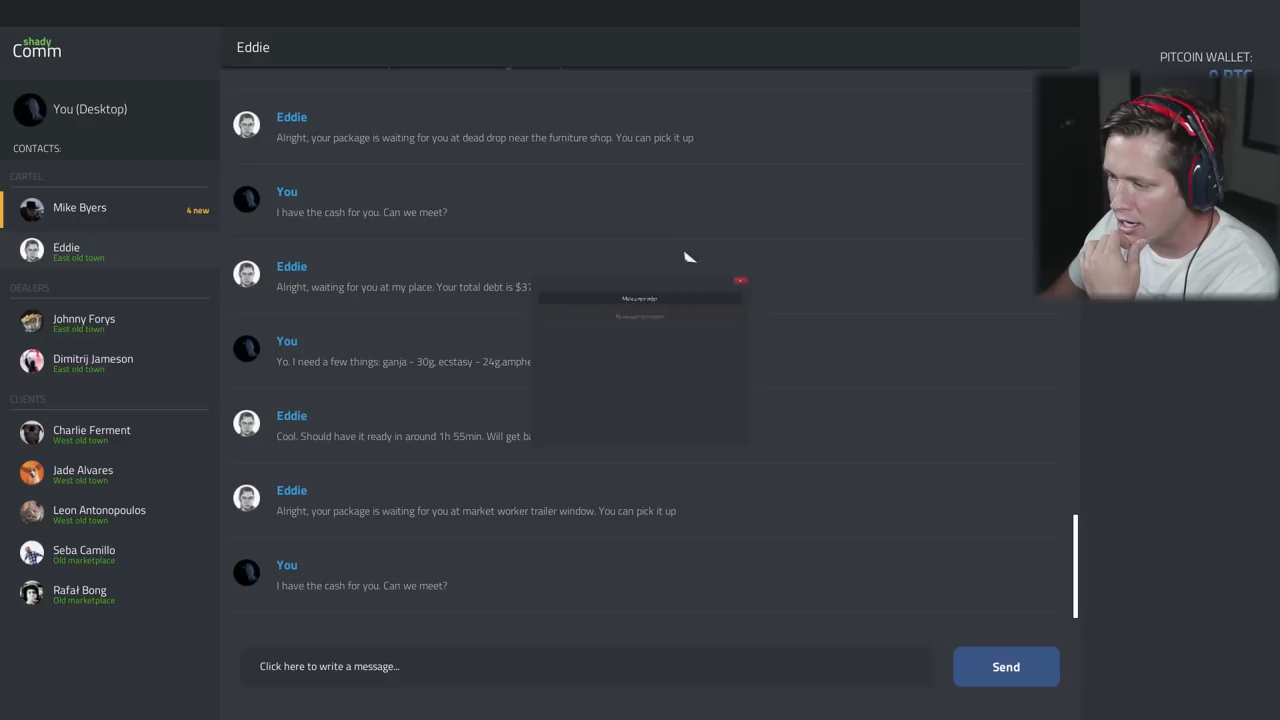 shady
Comm
Eddie
PITCOIN WALLET:
You (Desktop)
CONTACTS:
CARTEL
Mike Byers
4 new
Eddie
East old town
DEALERS
Johnny Forys
East old town
Dimitrij Jameson
East old town
CLIENTS
Charlie Ferment
West old town
Jade Alvares
West old town
Leon Antonopoulos
West old town
Seba Camillo
Old marketplace
Rafał Bong
Old marketplace
Eddie
Alright, your package is waiting for you at dead drop near the furniture shop. You can pick it up
You
I have the cash for you. Can we meet?
Eddie
Alright, waiting for you at my place. Your total debt is $37
You
Yo. I need a few things: ganja - 30g, ecstasy - 24g,amphe
Eddie
Cool. Should have it ready in around 1h 55min. Will get ba
Eddie
Alright, your package is waiting for you at market worker trailer window. You can pick it up
You
I have the cash for you. Can we meet?
Make a new order
Click here to write a message...
Send